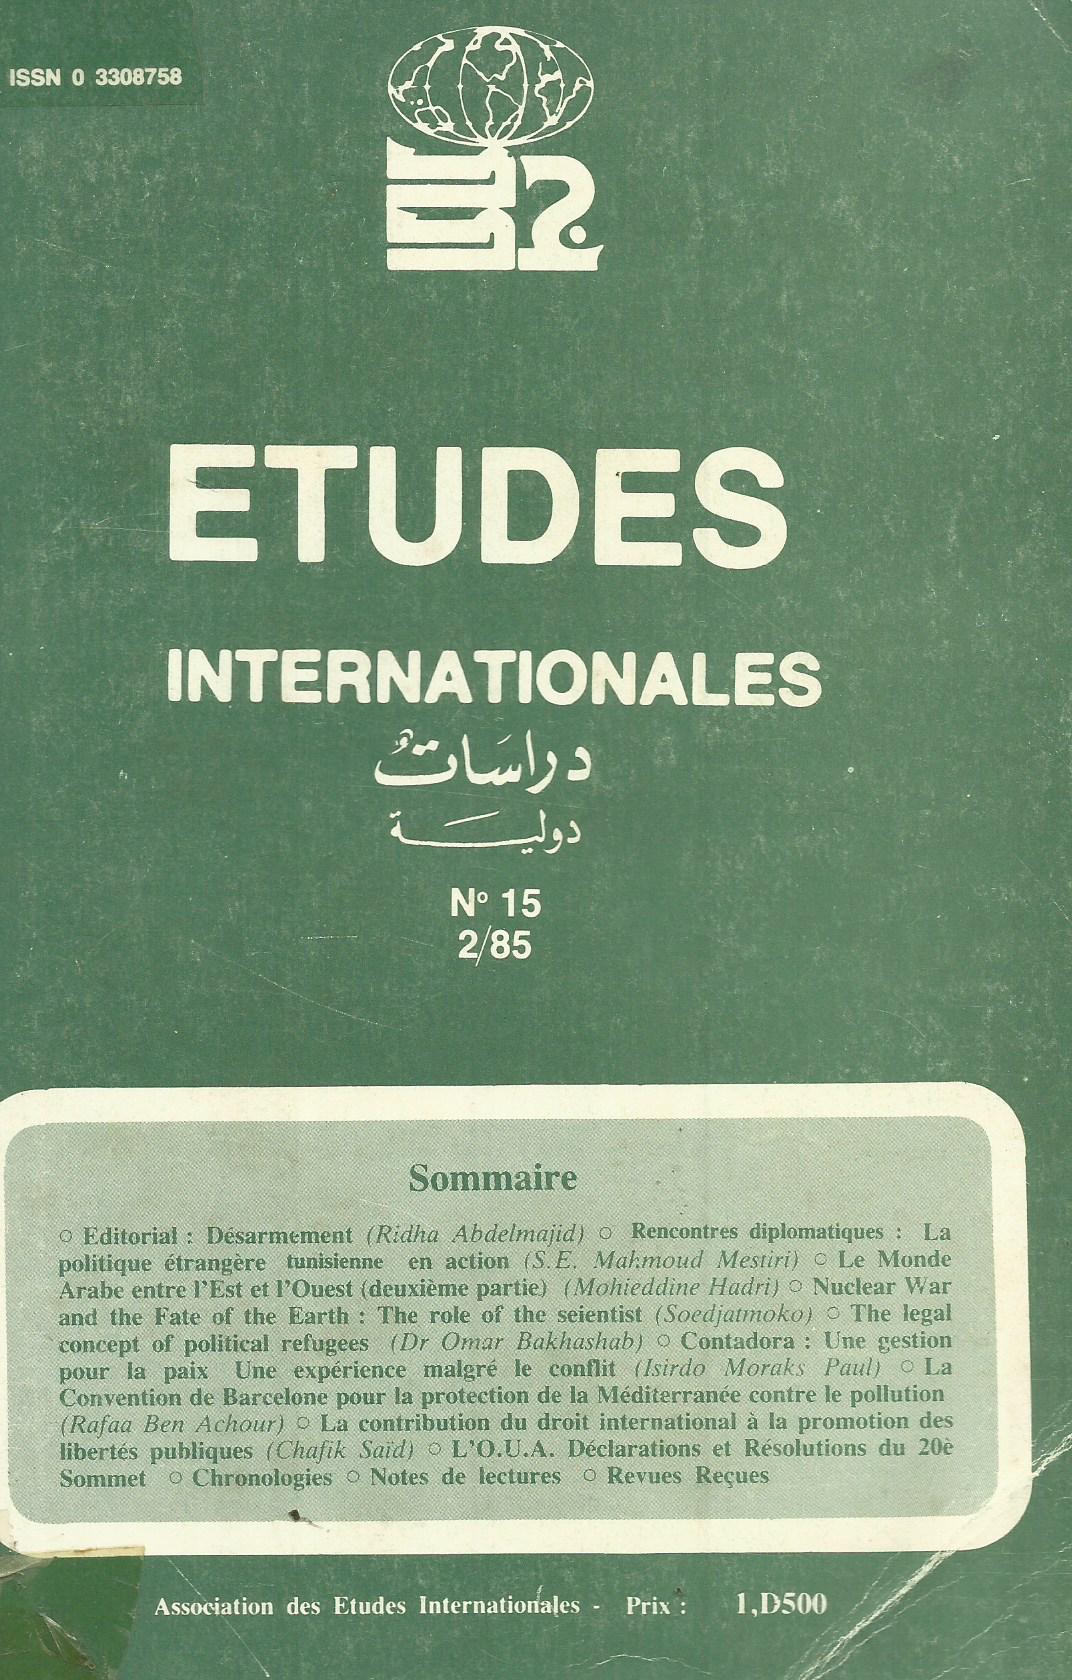 ISSN 0 3308758
ETUDES
INTERNATIONALES
دراسات
دولية
Nº 15
2/85
Sommaire
○ Editorial : Désarmement (Ridha Abdelmajid) ○ Rencontres diplomatiques : La
politique étrangère tunisienne en action (S.E. Mahmoud Mestiri) ○ Le Monde
Arabe entre l'Est et l'Ouest (deuxième partie) (Mohieddine Hadri) ○ Nuclear War
and the Fate of the Earth : The role of the seientist (Soedjatmoko) ○ The legal
concept of political refugees (Dr Omar Bakhashab) ○ Contadora : Une gestion
pour la paix Une expérience malgré le conflit (Isirdo Moraks Paul) ○ La
Convention de Barcelone pour la protection de la Méditerranée contre le pollution
(Rafaa Ben Achour) ○ La contribution du droit international à la promotion des
libertés publiques (Chafik Saïd) ○ L'O.U.A. Déclarations et Résolutions du 20è
Sommet ○ Chronologies ○ Notes de lectures ○ Revues Reçues
Association des Etudes Internationales - Prix : 1,D500